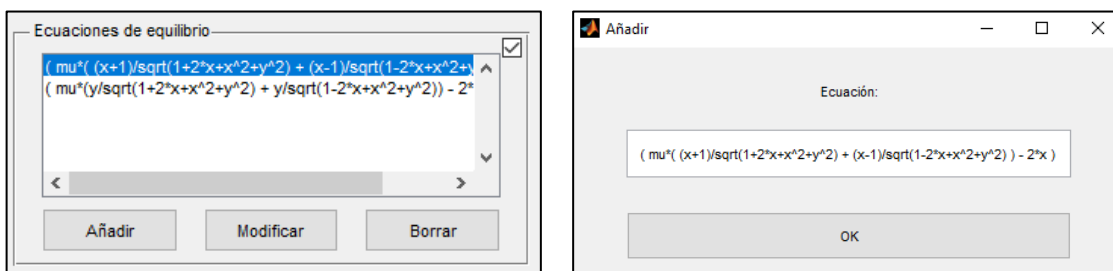 Ecuaciones de equilibrio
( mu*( (x+1)/sqrt(1+2*x+x^2+y^2) + (x-1)/sqrt(1-2*x+x^2+y
( mu*(y/sqrt(1+2*x+x^2+y^2) + y/sqrt(1-2*x+x^2+y^2)) - 2*
Añadir
Modificar
Borrar
Añadir
Ecuación:
( mu*( (x+1)/sqrt(1+2*x+x^2+y^2) + (x-1)/sqrt(1-2*x+x^2+y^2) ) - 2*x )
OK